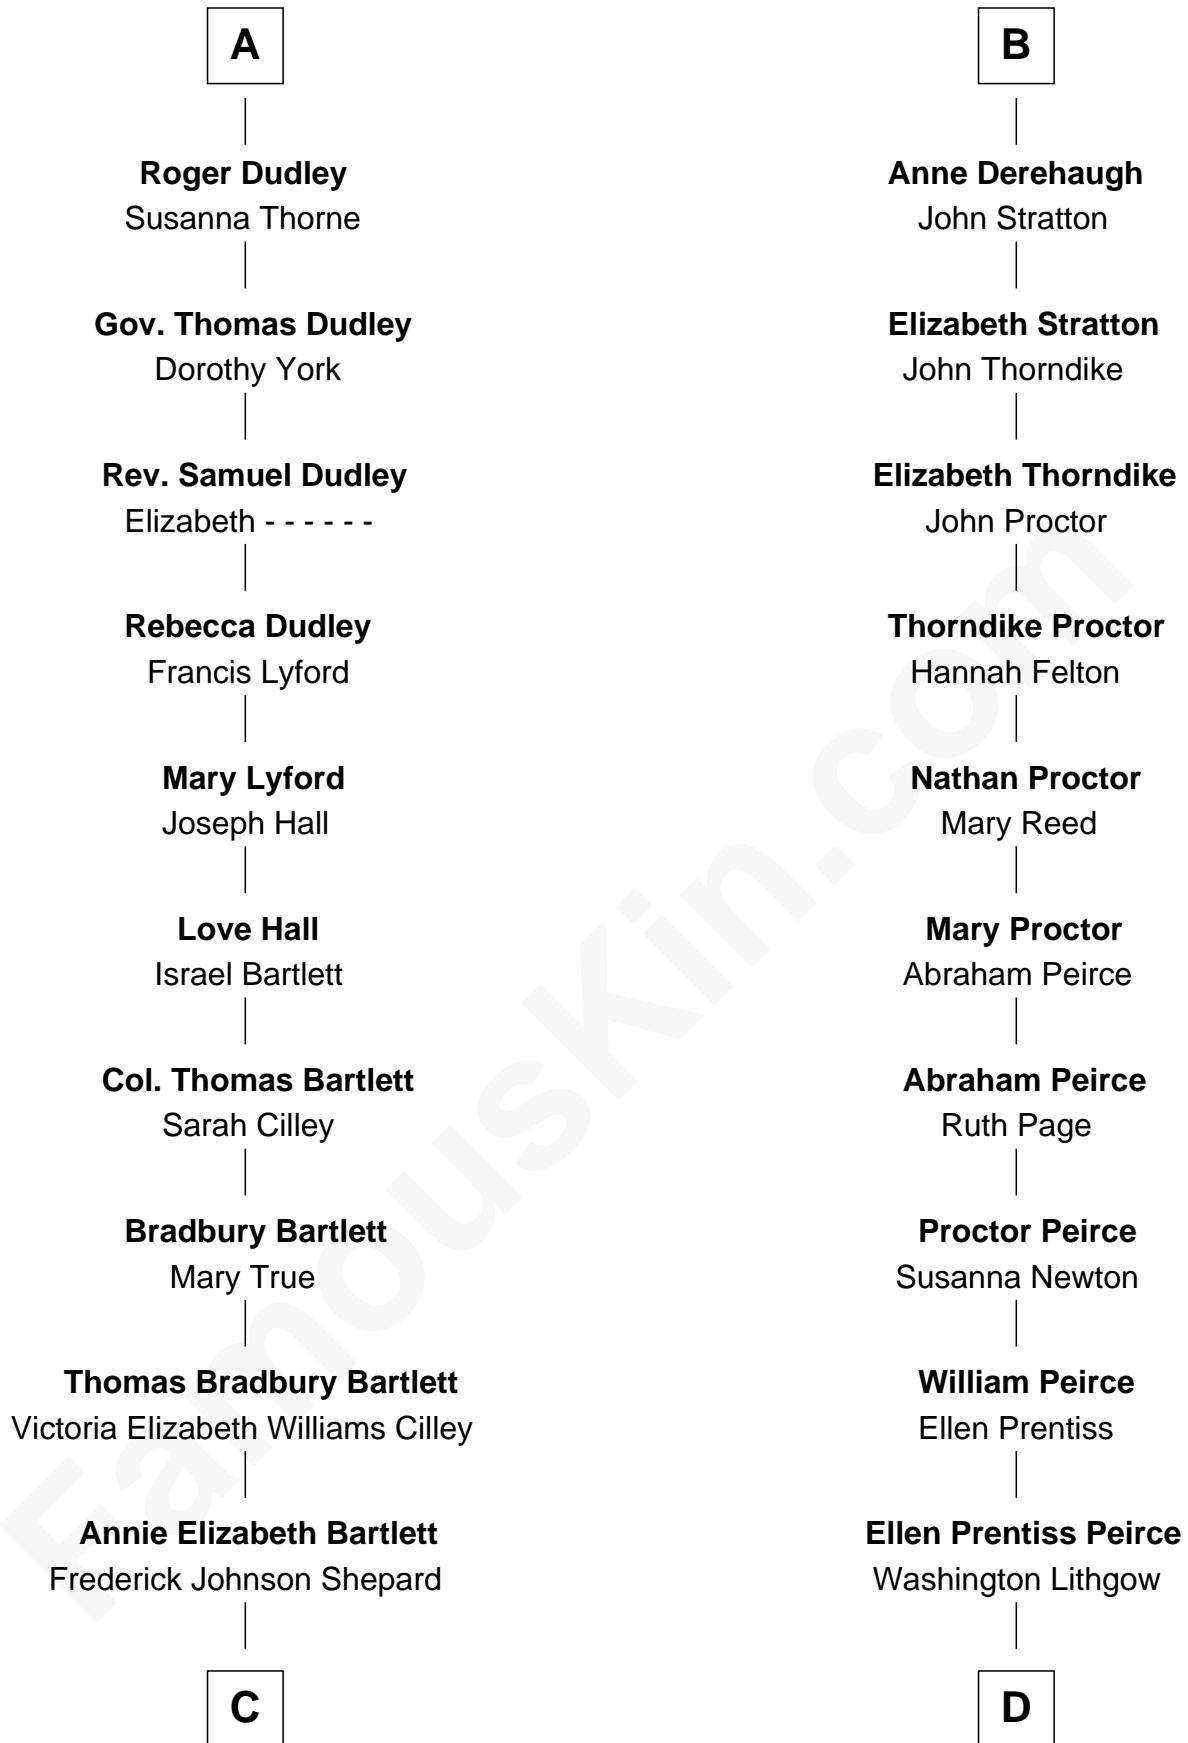 A
Roger Dudley
Susanna Thorne
Gov. Thomas Dudley
Dorothy York
Rev. Samuel Dudley
Elizabeth - - - - - -
Rebecca Dudley
Francis Lyford
Mary Lyford
Joseph Hall
Love Hall
Israel Bartlett
Col. Thomas Bartlett
Sarah Cilley
Bradbury Bartlett
Mary True
Thomas Bradbury Bartlett
Victoria Elizabeth Williams Cilley
Annie Elizabeth Bartlett
Frederick Johnson Shepard
C
B
Anne Derehaugh
John Stratton
Elizabeth Stratton
John Thorndike
Elizabeth Thorndike
John Proctor
Thorndike Proctor
Hannah Felton
Nathan Proctor
Mary Reed
Mary Proctor
Abraham Peirce
Abraham Peirce
Ruth Page
Proctor Peirce
Susanna Newton
William Peirce
Ellen Prentiss
Ellen Prentiss Peirce
Washington Lithgow
D
FamousKin.com